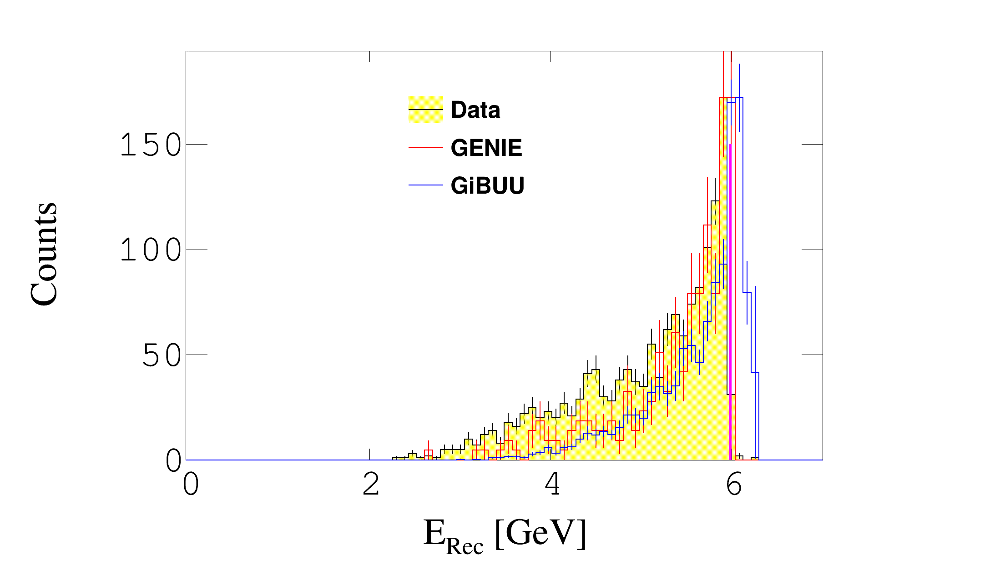 Data
GENIE
GiBUU
150
100
50
0
Counts
0 2 4 6
E_Rec [GeV]